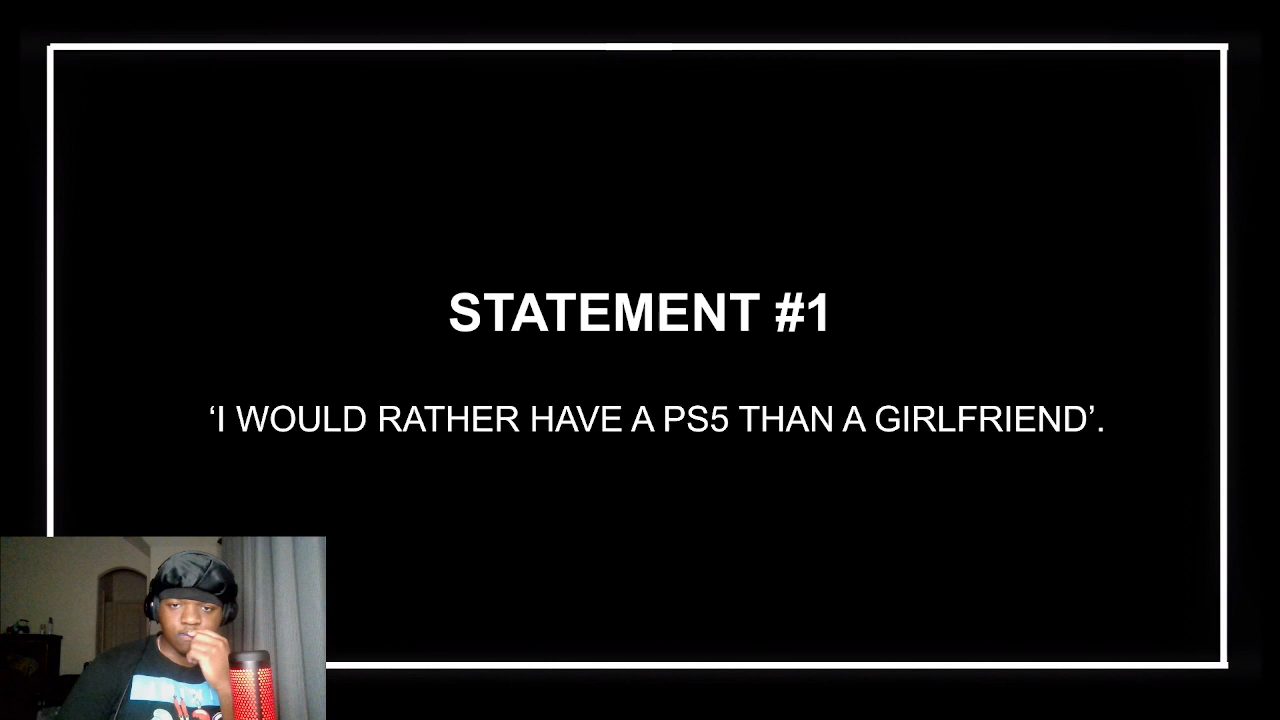 STATEMENT #1
‘I WOULD RATHER HAVE A PS5 THAN A GIRLFRIEND’.